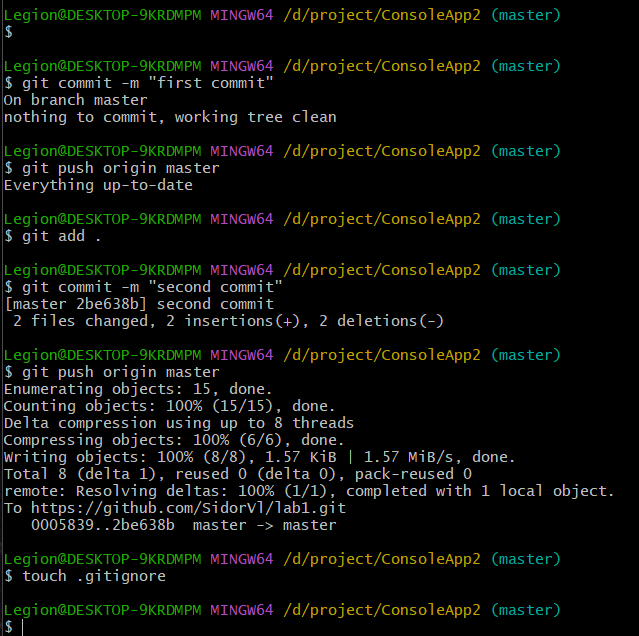 Legion@DESKTOP-9KRDMPM MINGW64 /d/project/ConsoleApp2 (master)
$
Legion@DESKTOP-9KRDMPM MINGW64 /d/project/ConsoleApp2 (master)
$ git commit -m "first commit"
On branch master
nothing to commit, working tree clean
Legion@DESKTOP-9KRDMPM MINGW64 /d/project/ConsoleApp2 (master)
$ git push origin master
Everything up-to-date
Legion@DESKTOP-9KRDMPM MINGW64 /d/project/ConsoleApp2 (master)
$ git add .
Legion@DESKTOP-9KRDMPM MINGW64 /d/project/ConsoleApp2 (master)
$ git commit -m "second commit"
[master 2be638b] second commit
 2 files changed, 2 insertions(+), 2 deletions(-)
Legion@DESKTOP-9KRDMPM MINGW64 /d/project/ConsoleApp2 (master)
$ git push origin master
Enumerating objects: 15, done.
Counting objects: 100% (15/15), done.
Delta compression using up to 8 threads
Compressing objects: 100% (6/6), done.
Writing objects: 100% (8/8), 1.57 KiB | 1.57 MiB/s, done.
Total 8 (delta 1), reused 0 (delta 0), pack-reused 0
remote: Resolving deltas: 100% (1/1), completed with 1 local object.
To https://github.com/SidorVl/lab1.git
   0005839..2be638b  master -> master
Legion@DESKTOP-9KRDMPM MINGW64 /d/project/ConsoleApp2 (master)
$ touch .gitignore
Legion@DESKTOP-9KRDMPM MINGW64 /d/project/ConsoleApp2 (master)
$